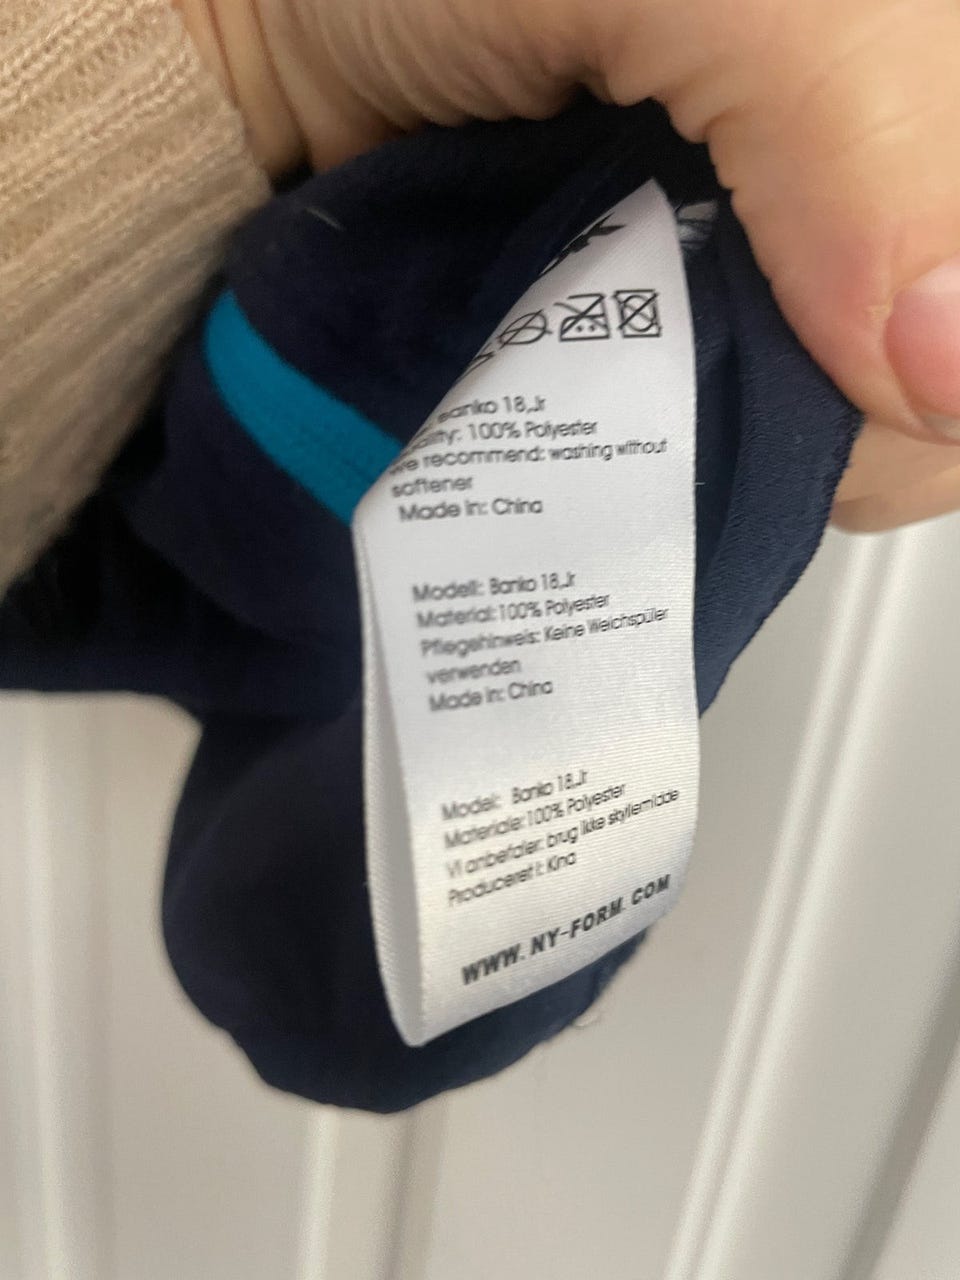 Banko 18,Jr
100% Polyester
We recommend: washing without
softener
Made in: China
Modell: Banko 18,Jr
Material:100% Polyester
Pflegehinweis: Keine Weichspüler
verwenden
Made in: China
Model: Banko 18,Jr
Materiale:100% Polyester
Vi anbefaler: brug ikke skyllemidde
Produceret i: Kina
WWW. NY-FORM. COM